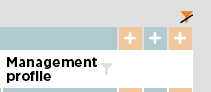 + + +
Management
profile